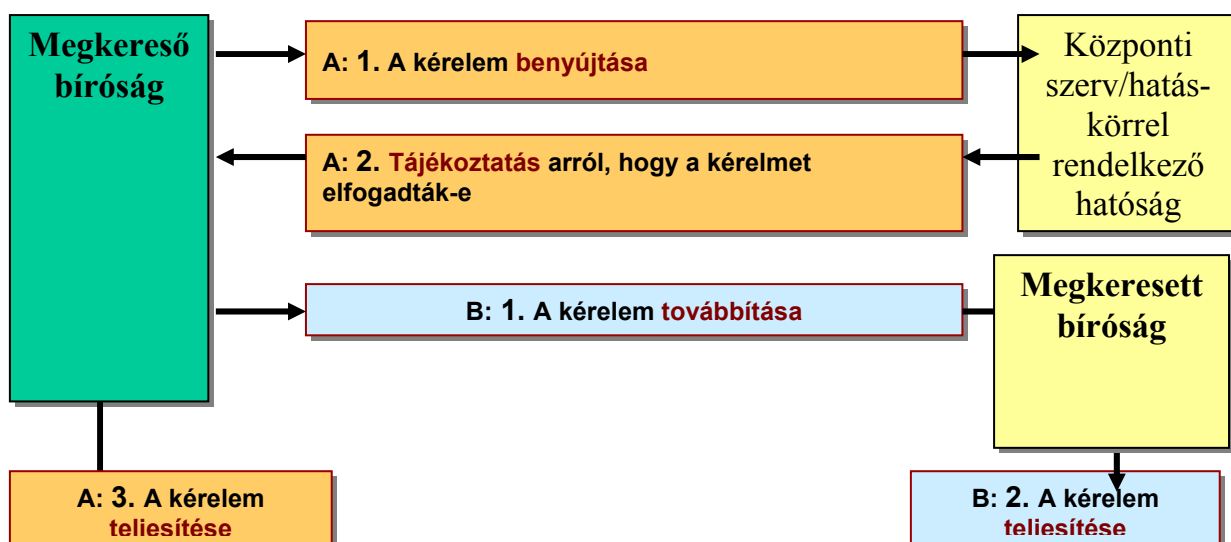 Megkereső
bíróság
A: 1. A kérelem benyújtása
Központi
szerv/hatás-
körrel
rendelkező
hatóság
A: 2. Tájékoztatás arról, hogy a kérelmet
elfogadták-e
B: 1. A kérelem továbbítása
Megkeresett
bíróság
A: 3. A kérelem
teljesítése
B: 2. A kérelem
teljesítése